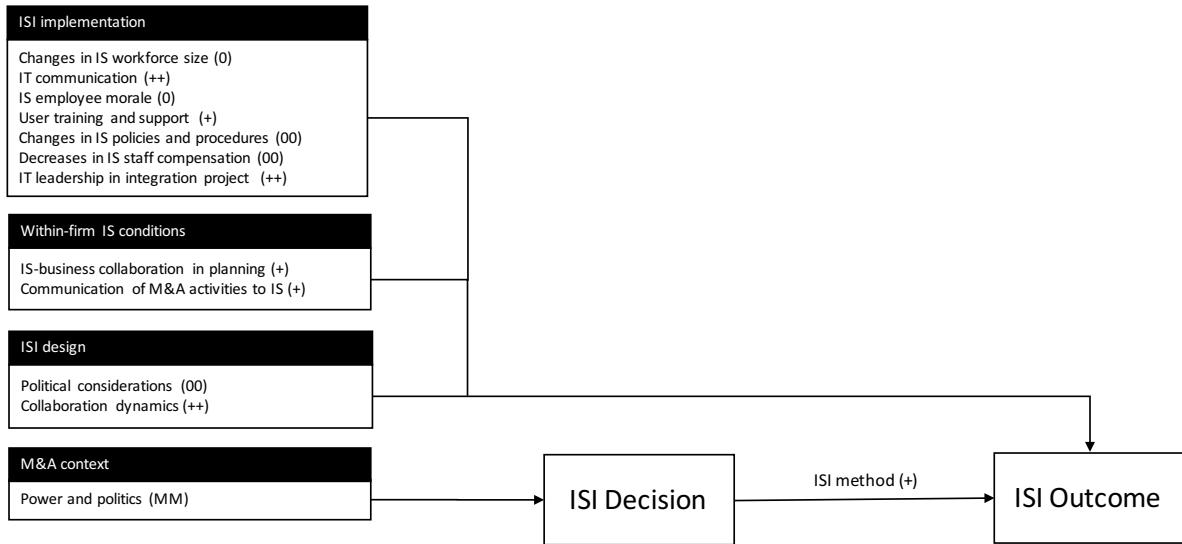 ISI implementation
Changes in IS workforce size (0)
IT communication (++)
IS employee morale (0)
User training and support (+)
Changes in IS policies and procedures (00)
Decreases in IS staff compensation (00)
IT leadership in integration project (++)
Within-firm IS conditions
IS-business collaboration in planning (+)
Communication of M&A activities to IS (+)
ISI design
Political considerations (00)
Collaboration dynamics (++)
M&A context
Power and politics (MM)
ISI Decision
ISI method (+)
ISI Outcome